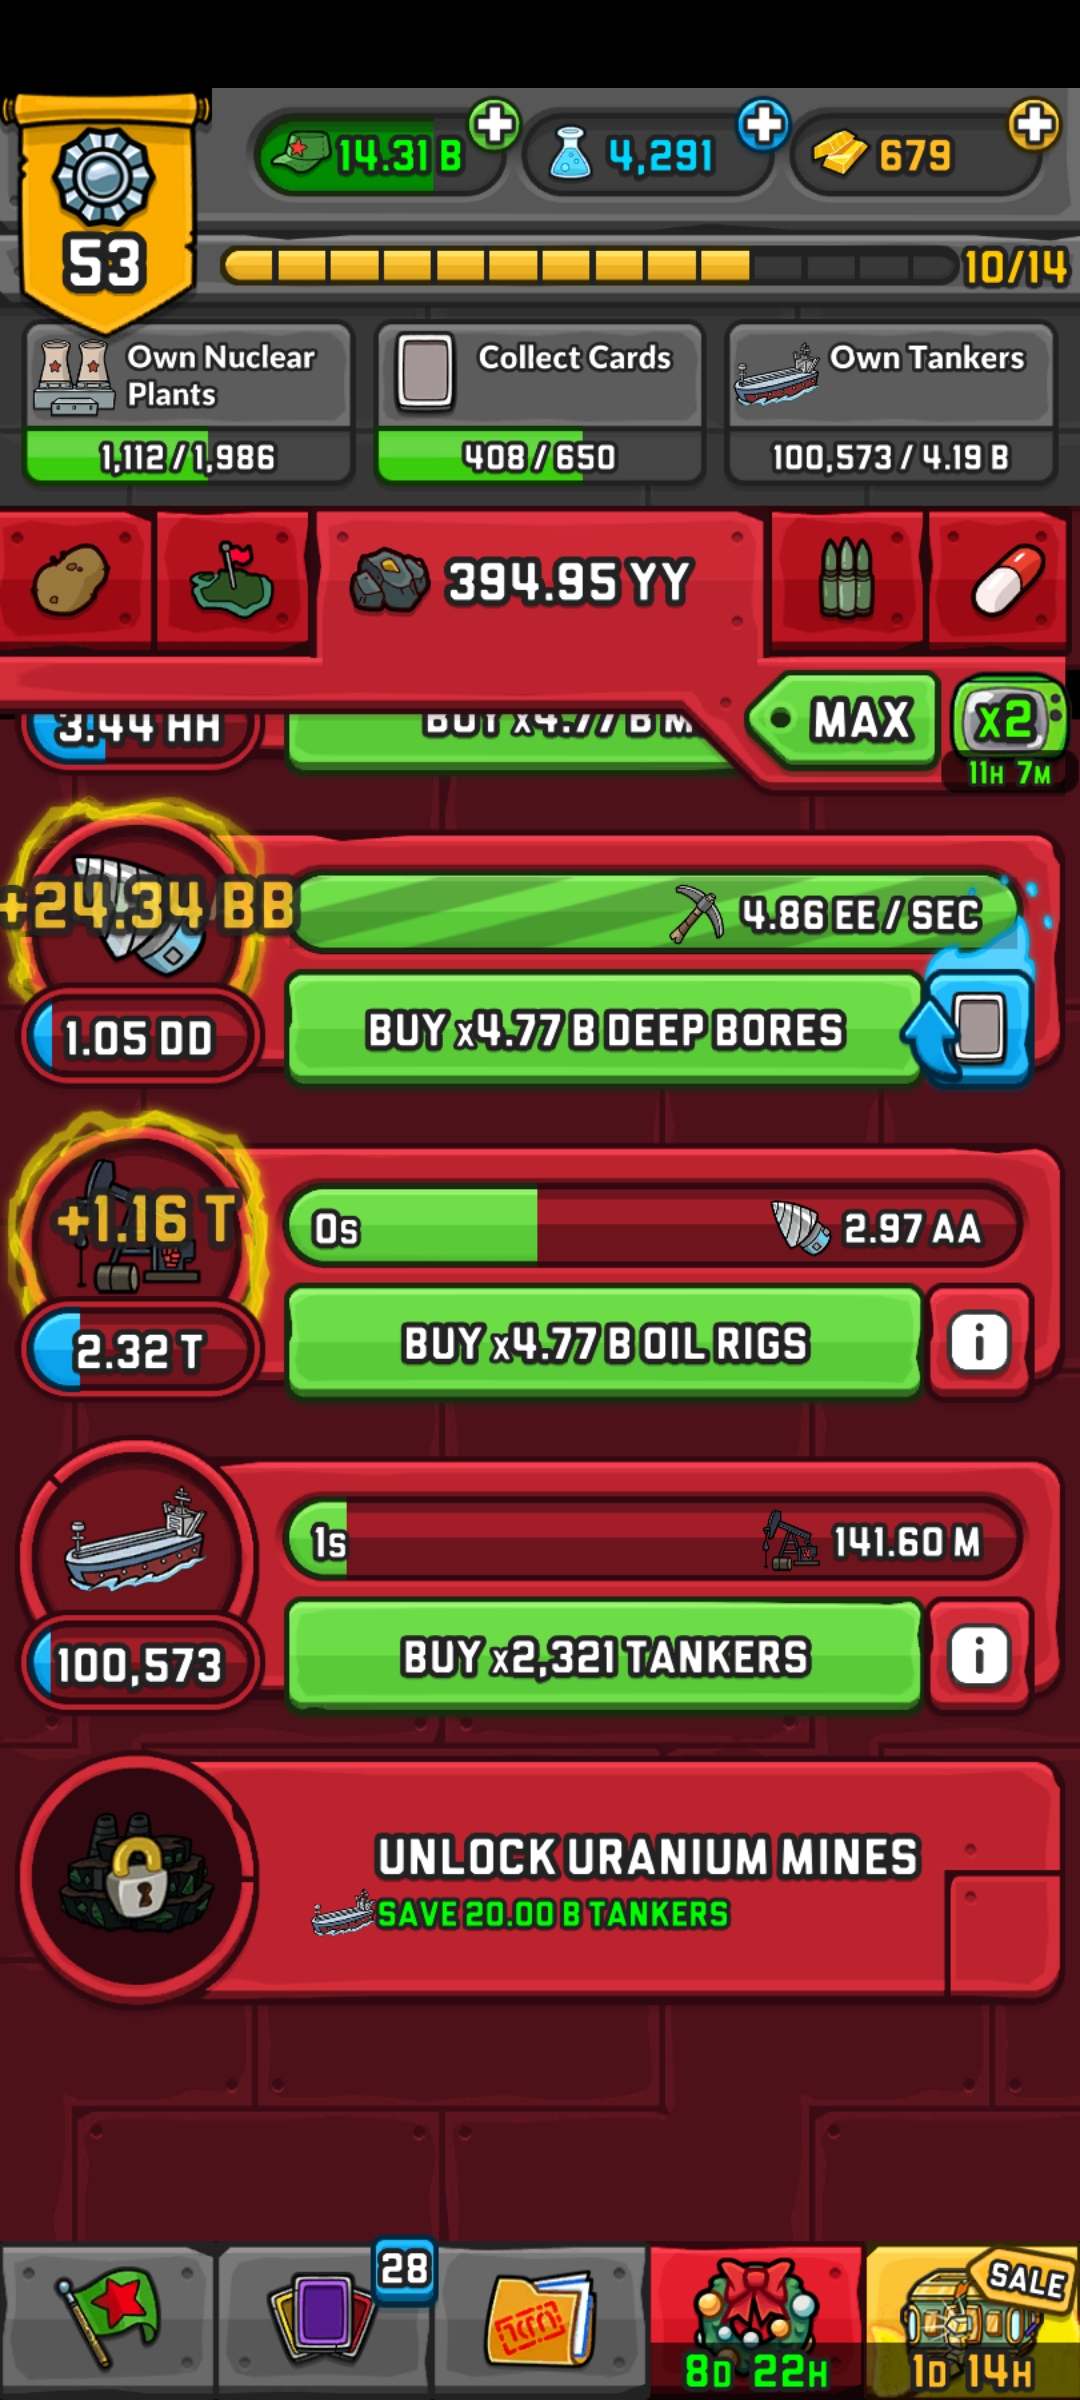 14.31 B
4,291
679
53
10/14
Own Nuclear
Plants
1,112 / 1,986
Collect Cards
408 / 650
Own Tankers
100,573 / 4.19 B
394.95 YY
MAX
x2
11H 7M
3.44 HH
BUY x4.77 B M
+24.34 BB
4.86 EE / SEC
1.05 DD
BUY x4.77 B DEEP BORES
+1.16 T
0s
2.97 AA
2.32 T
BUY x4.77 B OIL RIGS
i
1s
141.60 M
100,573
BUY x2,321 TANKERS
i
UNLOCK URANIUM MINES
SAVE 20.00 B TANKERS
28
SALE
8D 22H
1D 14H